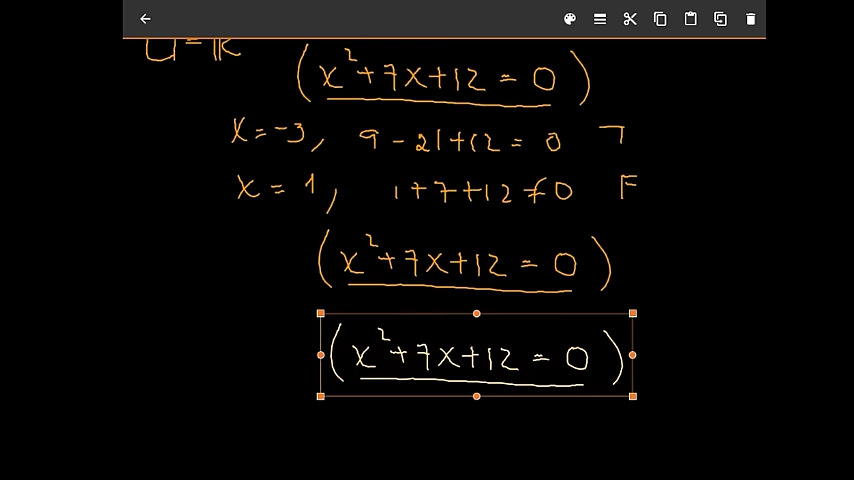 U = ℝ
(x²+7x+12 = 0)
x = -3, 9 - 21+12 = 0 T
x = 1, 1+7+12 ≠ 0 F
(x²+7x+12 = 0)
(x²+7x+12 = 0)